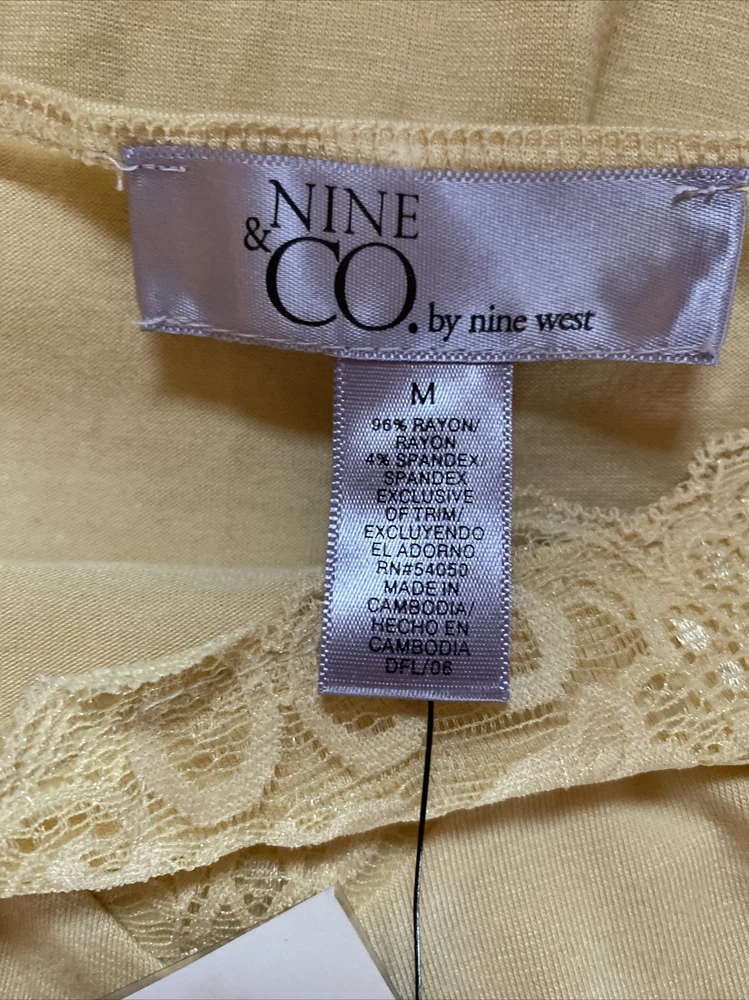 NINE
& CO. by nine west
M
96% RAYON/
RAYON
4% SPANDEX/
SPANDEX
EXCLUSIVE
OF TRIM/
EXCLUYENDO
EL ADORNO
RN#54050
MADE IN
CAMBODIA/
HECHO EN
CAMBODIA
DFL/06